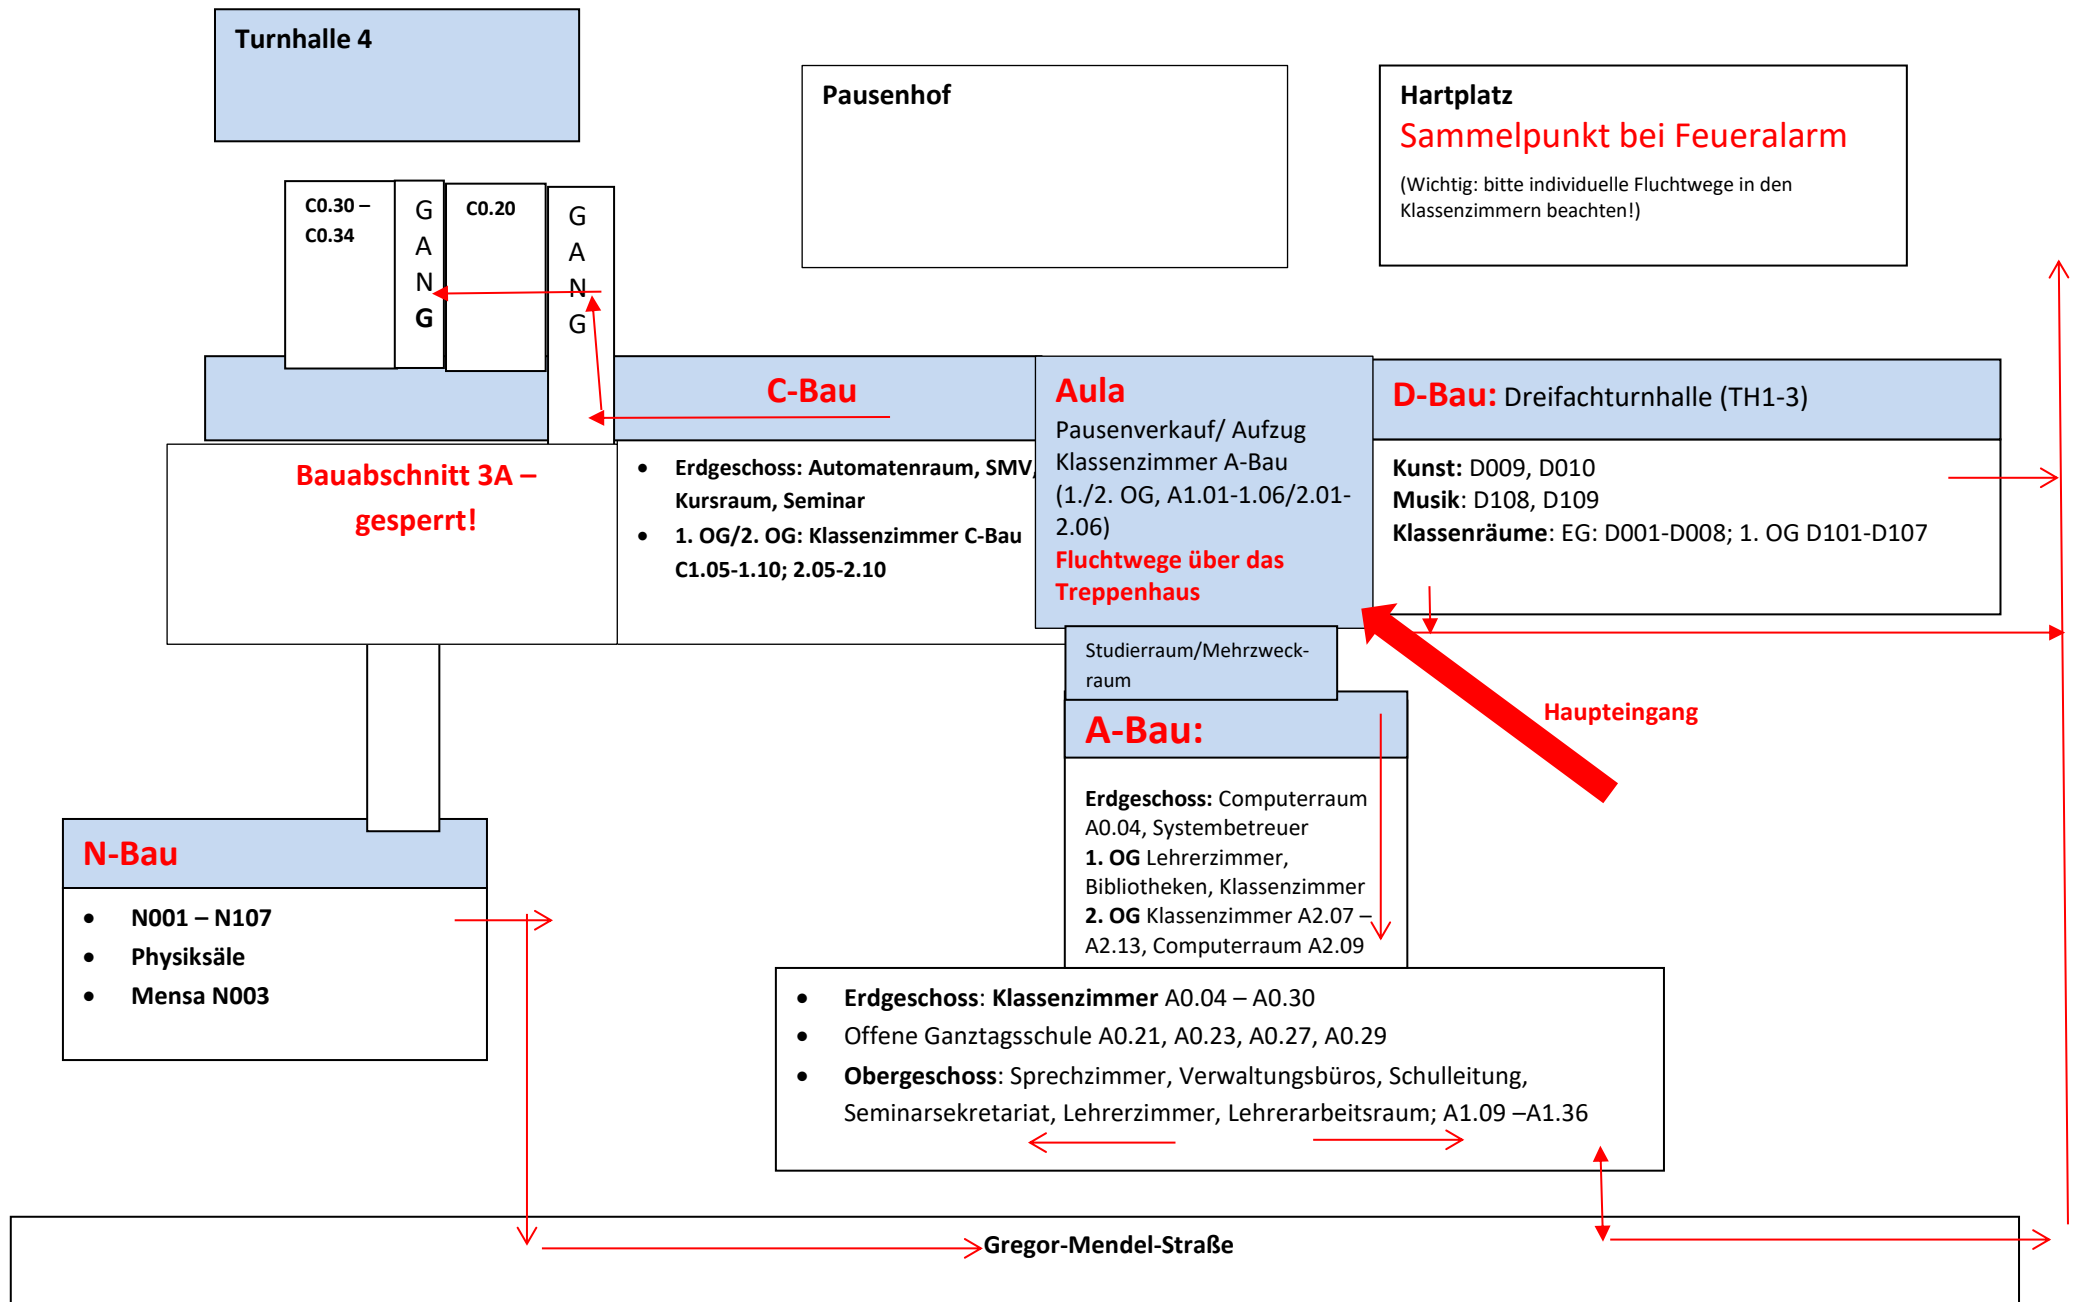 Turnhalle 4
Pausenhof
Hartplatz
Sammelpunkt bei Feueralarm
(Wichtig: bitte individuelle Fluchtwege in den
Klassenzimmern beachten!)
C0.30 –
C0.34
G
A
N
G
C0.20
G
A
N
G
C-Bau
Aula
Pausenverkauf/ Aufzug
Klassenzimmer A-Bau
(1./2. OG, A1.01-1.06/2.01-
2.06)
Fluchtwege über das
Treppenhaus
D-Bau: Dreifachturnhalle (TH1-3)
Kunst: D009, D010
Musik: D108, D109
Klassenräume: EG: D001-D008; 1. OG D101-D107
Bauabschnitt 3A –
gesperrt!
• Erdgeschoss: Automatenraum, SMV,
Kursraum, Seminar
• 1. OG/2. OG: Klassenzimmer C-Bau
C1.05-1.10; 2.05-2.10
Studierraum/Mehrzweck-
raum
Haupteingang
A-Bau:
Erdgeschoss: Computerraum
A0.04, Systembetreuer
1. OG Lehrerzimmer,
Bibliotheken, Klassenzimmer
2. OG Klassenzimmer A2.07 –
A2.13, Computerraum A2.09
N-Bau
• N001 – N107
• Physiksäle
• Mensa N003
• Erdgeschoss: Klassenzimmer A0.04 – A0.30
• Offene Ganztagsschule A0.21, A0.23, A0.27, A0.29
• Obergeschoss: Sprechzimmer, Verwaltungsbüros, Schulleitung,
Seminarsekretariat, Lehrerzimmer, Lehrerarbeitsraum; A1.09 –A1.36
Gregor-Mendel-Straße